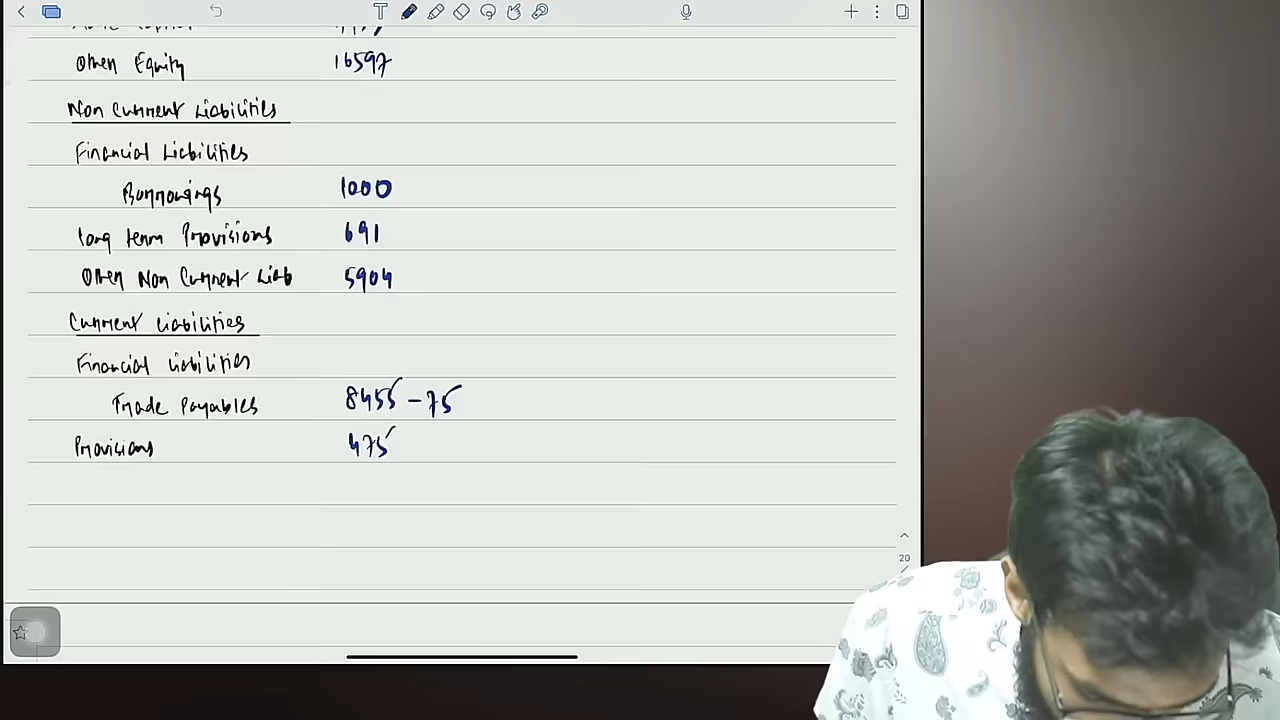 Other Equity 16597
Non Current Liabilities
Financial Liabilities
Borrowings 1000
long term Provisions 691
Other Non Current Liab 5904
Current Liabilities
Financial Liabilities
Trade Payables 8455 - 75
Provisions 475
20